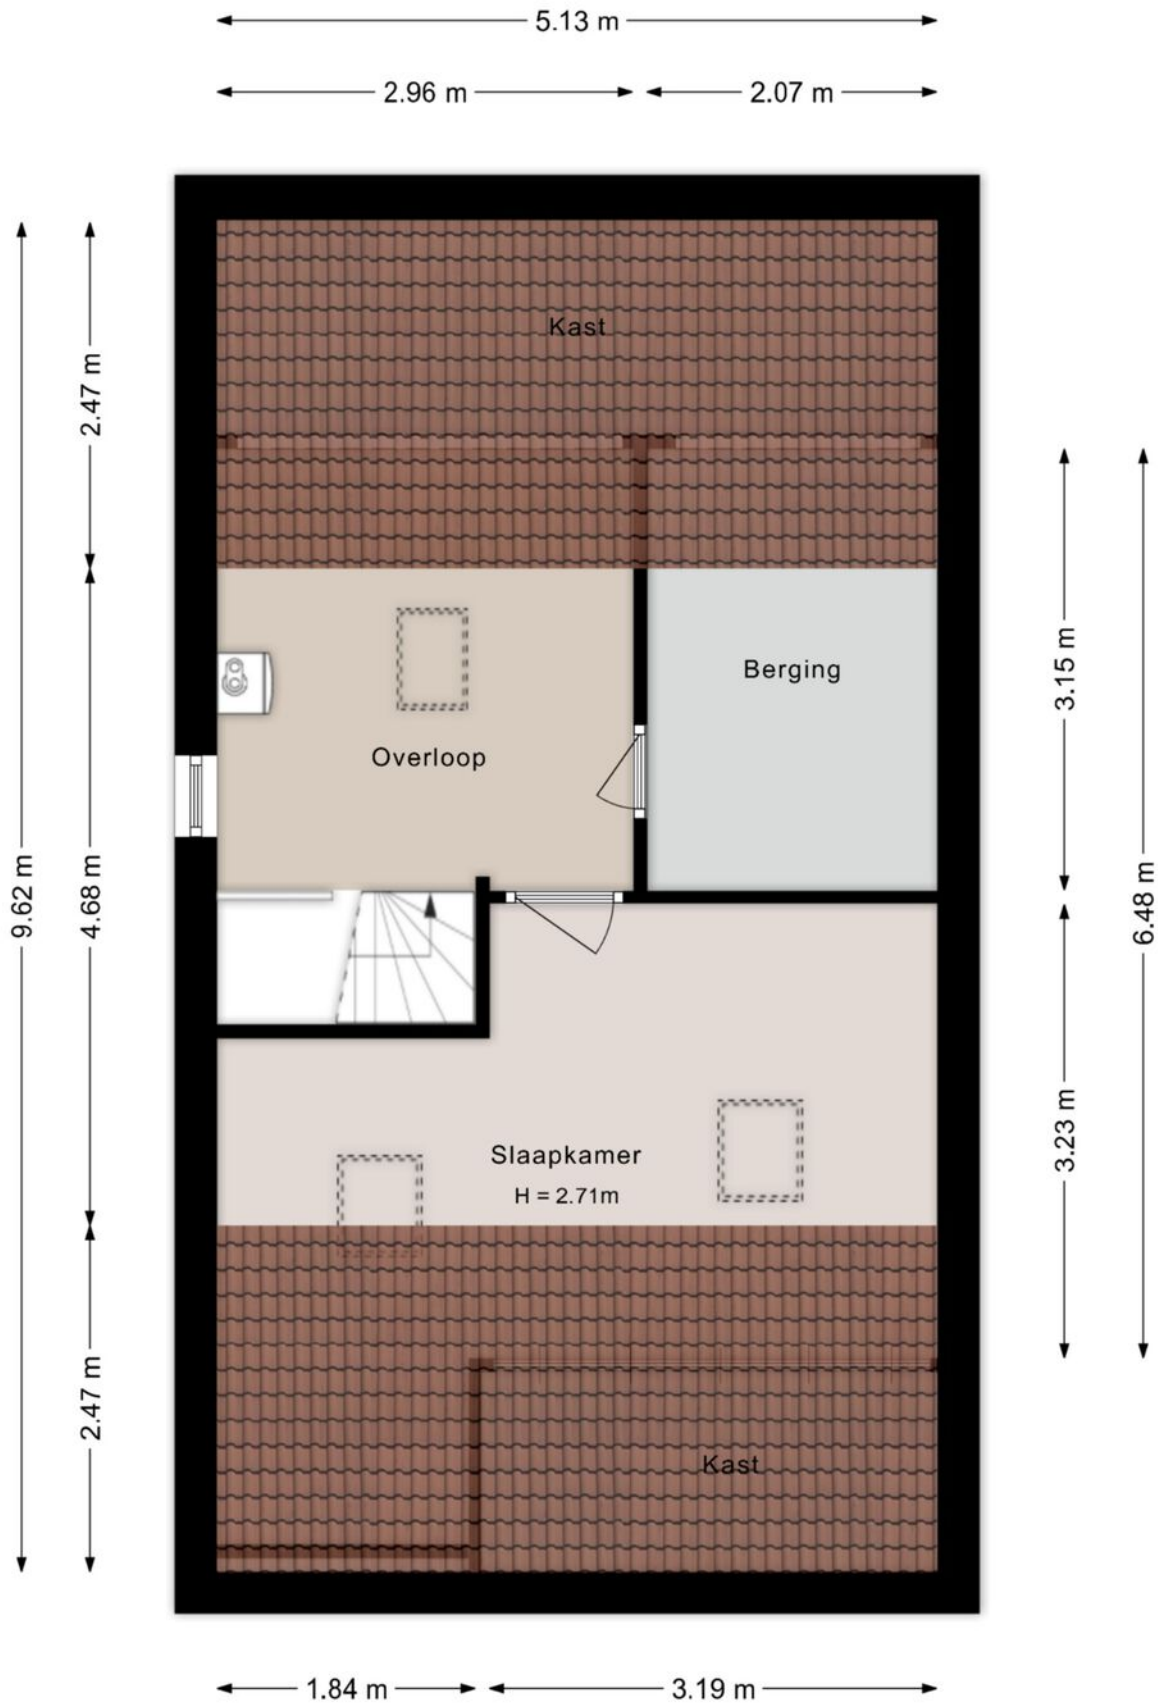 5.13 m
2.96 m
2.07 m
Kast
2.47 m
Berging
3.15 m
Overloop
9.62 m
4.68 m
6.48 m
3.23 m
Slaapkamer
H = 2.71m
2.47 m
Kast
1.84 m
3.19 m